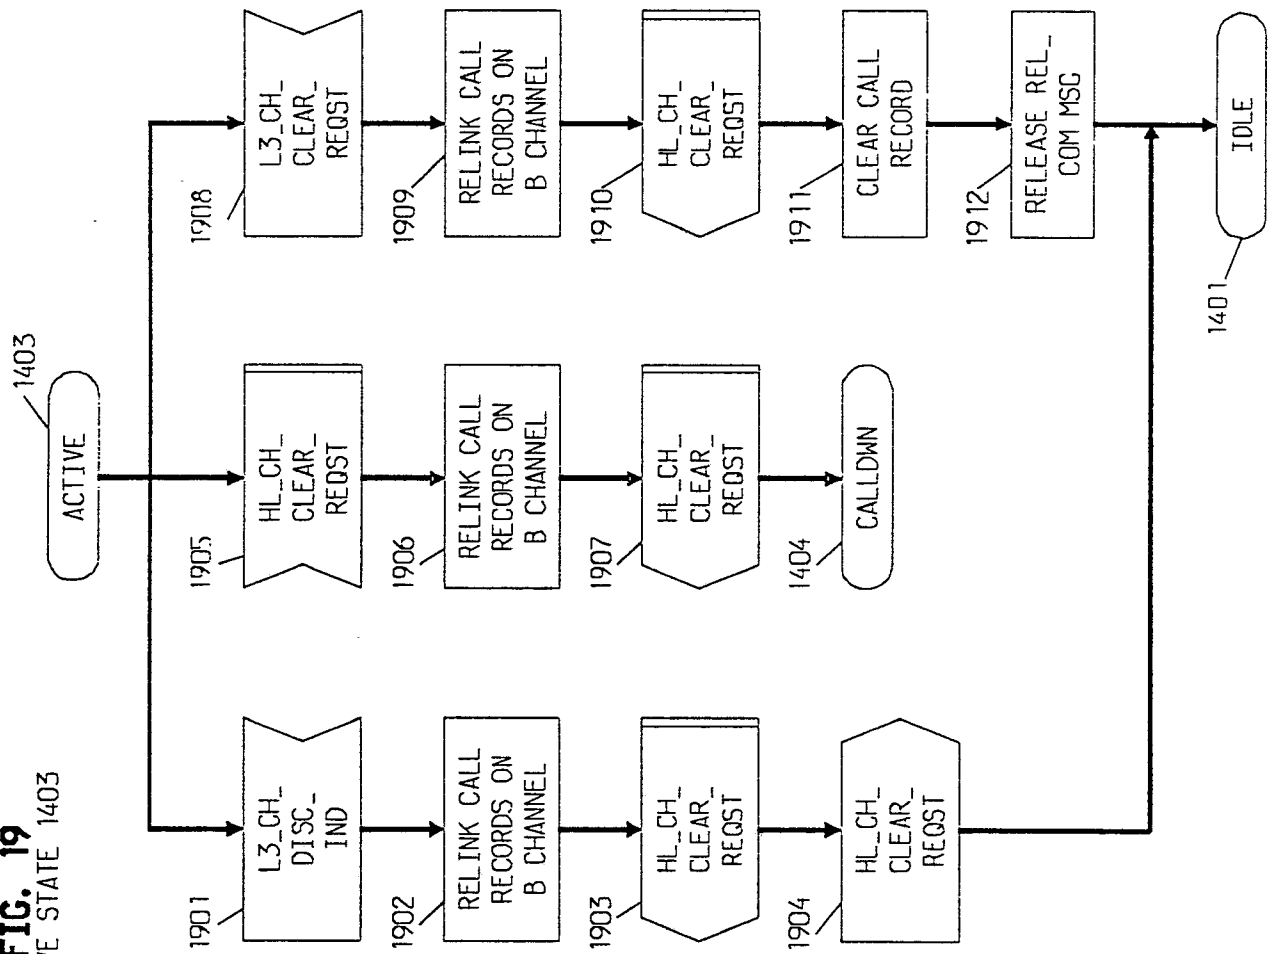 FIG. 19
VE STATE 1403
ACTIVE
1403
1901
L3_CH_
DISC_
IND
1902
RELINK CALL
RECORDS ON
B CHANNEL
1903
HL_CH_
CLEAR_
REQST
1904
HL_CH_
CLEAR_
REQST
1905
HL_CH_
CLEAR_
REQST
1906
RELINK CALL
RECORDS ON
B CHANNEL
1907
HL_CH_
CLEAR_
REQST
1404
CALLDWN
1908
L3_CH_
CLEAR_
REQST
1909
RELINK CALL
RECORDS ON
B CHANNEL
1910
HL_CH_
CLEAR_
REQST
1911
CLEAR CALL
RECORD
1912
RELEASE REL_
COM MSG
1401
IDLE